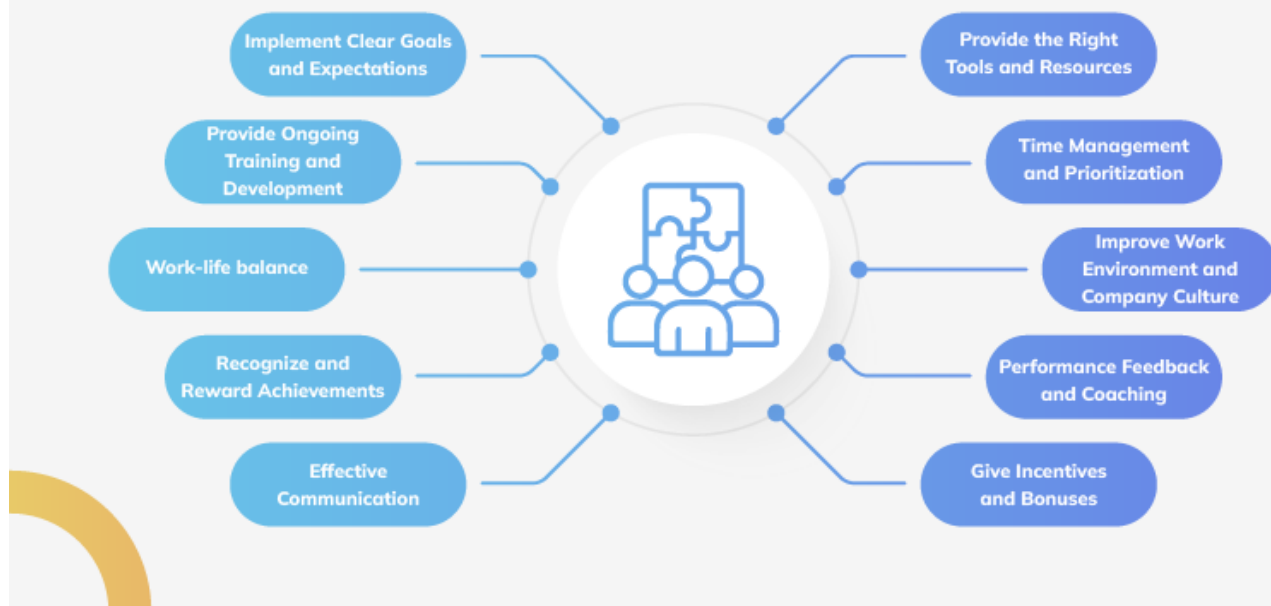 Implement Clear Goals
and Expectations
Provide Ongoing
Training and
Development
Work-life balance
Recognize and
Reward Achievements
Effective
Communication
Provide the Right
Tools and Resources
Time Management
and Prioritization
Improve Work
Environment and
Company Culture
Performance Feedback
and Coaching
Give Incentives
and Bonuses